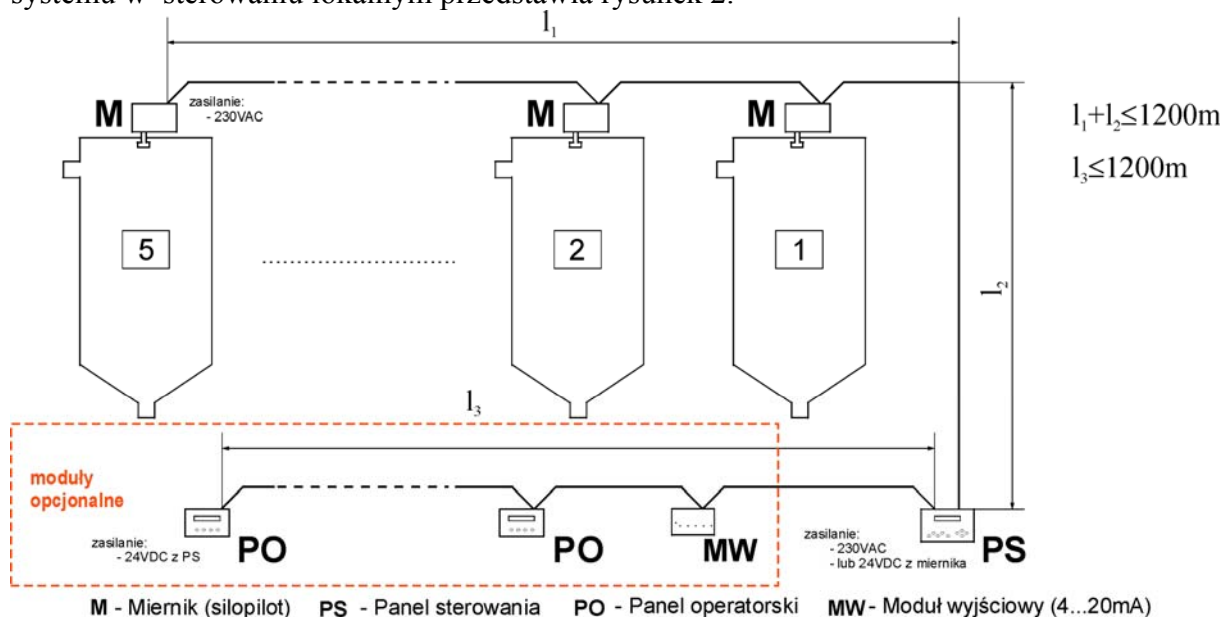 systemu w sterowaniu lokalnym przedstawia rysunek 2.
l₁
M
zasilanie:
- 230VAC
M
M
l₁+l₂≤1200m
l₃≤1200m
5
2
1
l₂
l₃
moduły
opcjonalne
zasilanie:
- 24VDC z PS
PO
PO
MW
zasilanie:
- 230VAC
- lub 24VDC z miernika
PS
M - Miernik (silopilot) PS - Panel sterowania PO - Panel operatorski MW - Moduł wyjściowy (4...20mA)